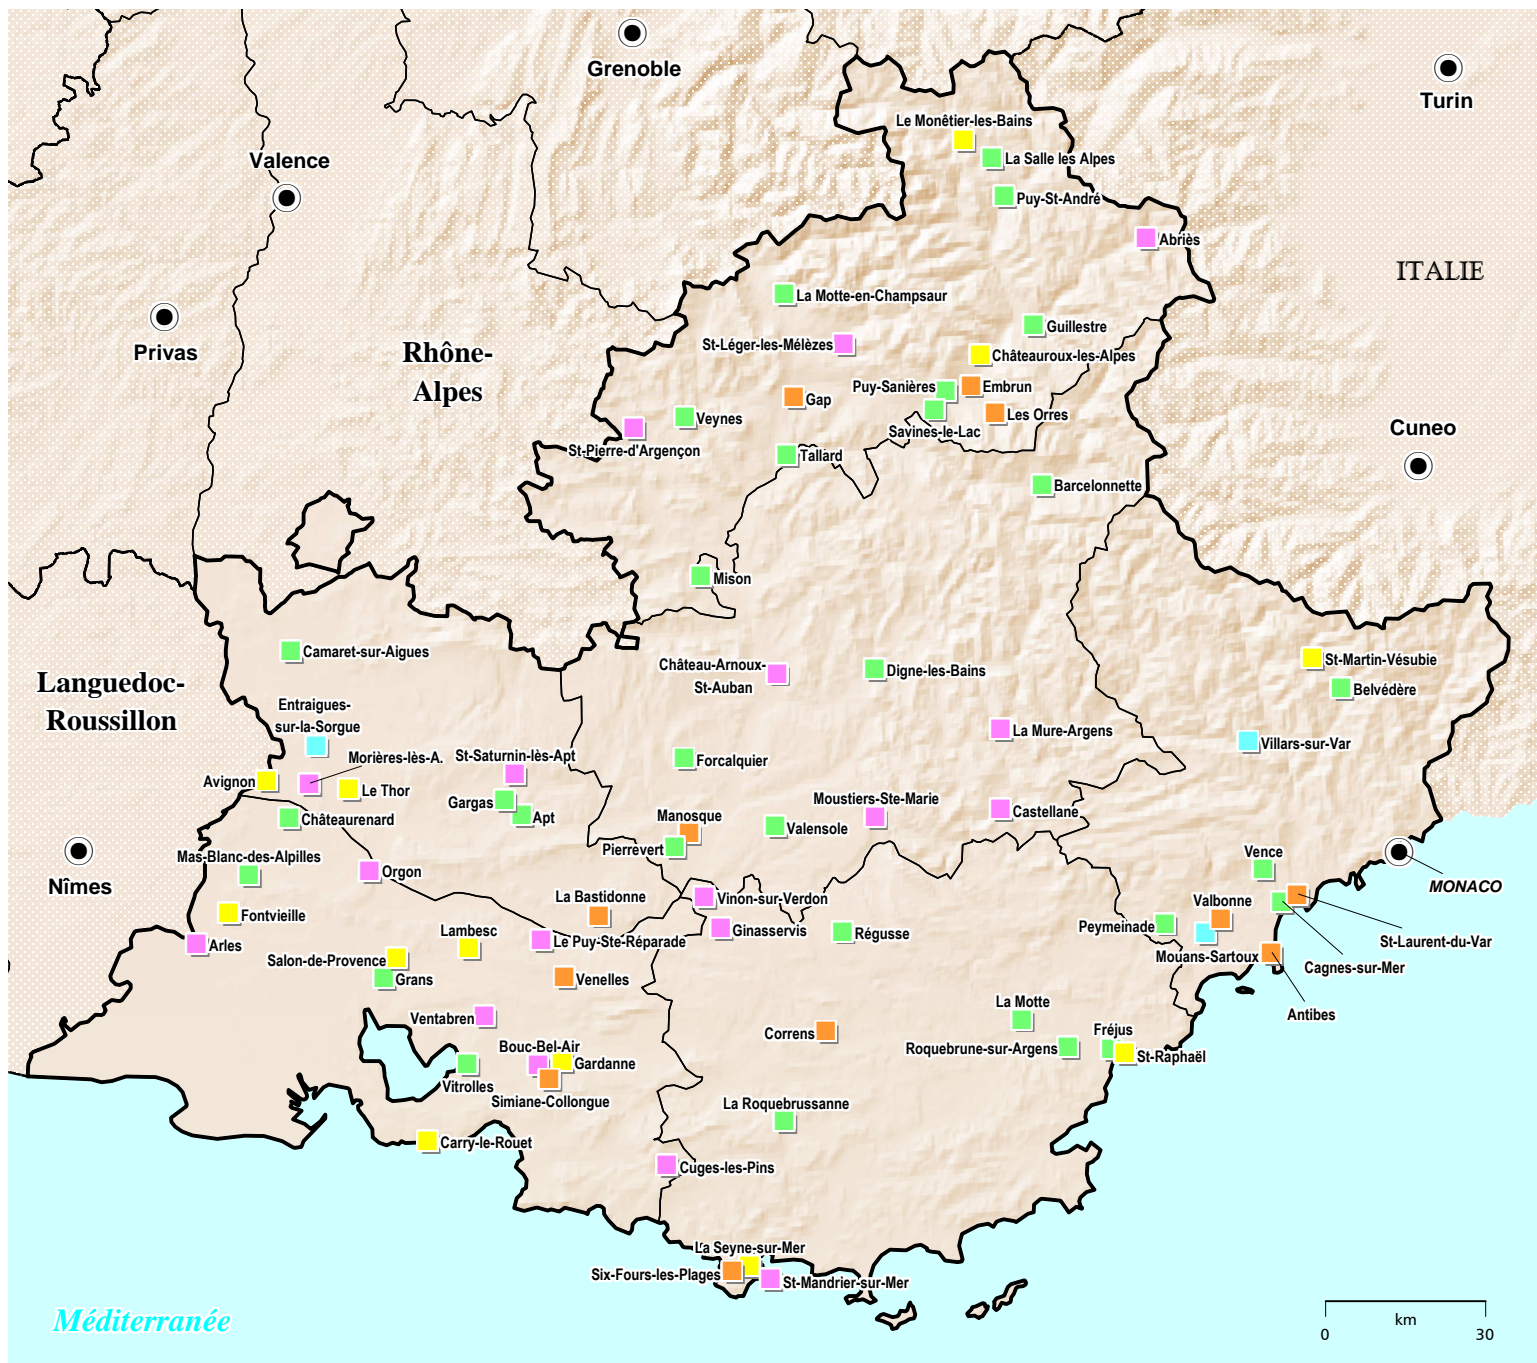 Grenoble
Turin
Le Monêtier-les-Bains
Valence
La Salle les Alpes
Puy-St-André
Abriès
ITALIE
La Motte-en-Champsaur
Guillestre
Privas
Rhône-
Alpes
St-Léger-les-Mélèzes
Châteauroux-les-Alpes
Puy-Sanières
Embrun
Gap
Les Orres
Veynes
Savines-le-Lac
Cuneo
St-Pierre-d'Argençon
Tallard
Barcelonnette
Mison
Camaret-sur-Aigues
Château-Arnoux-
St-Auban
Digne-les-Bains
St-Martin-Vésubie
Belvédère
Languedoc-
Roussillon
Entraigues-
sur-la-Sorgue
La Mure-Argens
Villars-sur-Var
Morières-lès-A.
St-Saturnin-lès-Apt
Forcalquier
Avignon
Le Thor
Gargas
Apt
Moustiers-Ste-Marie
Castellane
Châteaurenard
Manosque
Valensole
Pierrevert
Mas-Blanc-des-Alpilles
Vence
Orgon
Nîmes
MONACO
La Bastidonne
Vinon-sur-Verdon
Valbonne
Fontvieille
Lambesc
Ginasservis
Régusse
Peymeinade
Arles
Le Puy-Ste-Réparade
St-Laurent-du-Var
Salon-de-Provence
Mouans-Sartoux
Cagnes-sur-Mer
Grans
Venelles
La Motte
Antibes
Ventabren
Correns
Fréjus
Bouc-Bel-Air
Roquebrune-sur-Argens
St-Raphaël
Gardanne
Vitrolles
Simiane-Collongue
La Roquebrussanne
Carry-le-Rouet
Cuges-les-Pins
La Seyne-sur-Mer
Six-Fours-les-Plages
St-Mandrier-sur-Mer
Méditerranée
km
0 30